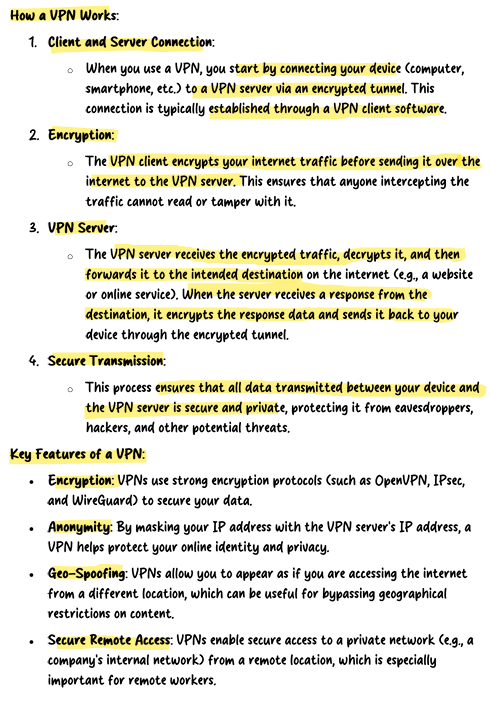 How a VPN Works:
1. Client and Server Connection:
○ When you use a VPN, you start by connecting your device (computer,
smartphone, etc.) to a VPN server via an encrypted tunnel. This
connection is typically established through a VPN client software.
2. Encryption:
○ The VPN client encrypts your internet traffic before sending it over the
internet to the VPN server. This ensures that anyone intercepting the
traffic cannot read or tamper with it.
3. VPN Server:
○ The VPN server receives the encrypted traffic, decrypts it, and then
forwards it to the intended destination on the internet (e.g., a website
or online service). When the server receives a response from the
destination, it encrypts the response data and sends it back to your
device through the encrypted tunnel.
4. Secure Transmission:
○ This process ensures that all data transmitted between your device and
the VPN server is secure and private, protecting it from eavesdroppers,
hackers, and other potential threats.
Key Features of a VPN:
• Encryption: VPNs use strong encryption protocols (such as OpenVPN, IPsec,
and WireGuard) to secure your data.
• Anonymity: By masking your IP address with the VPN server's IP address, a
VPN helps protect your online identity and privacy.
• Geo-Spoofing: VPNs allow you to appear as if you are accessing the internet
from a different location, which can be useful for bypassing geographical
restrictions on content.
• Secure Remote Access: VPNs enable secure access to a private network (e.g., a
company's internal network) from a remote location, which is especially
important for remote workers.